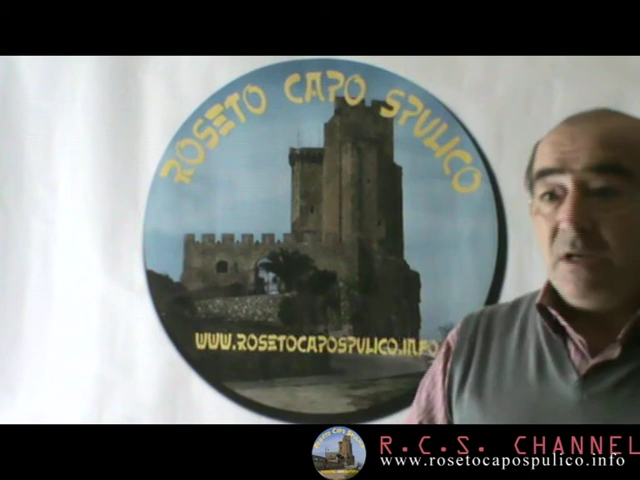 ROSETO CAPO SPULICO
WWW.ROSETOCAPOSPULICO.INFO
R.C.S. CHANNEL
www.rosetocapospulico.info